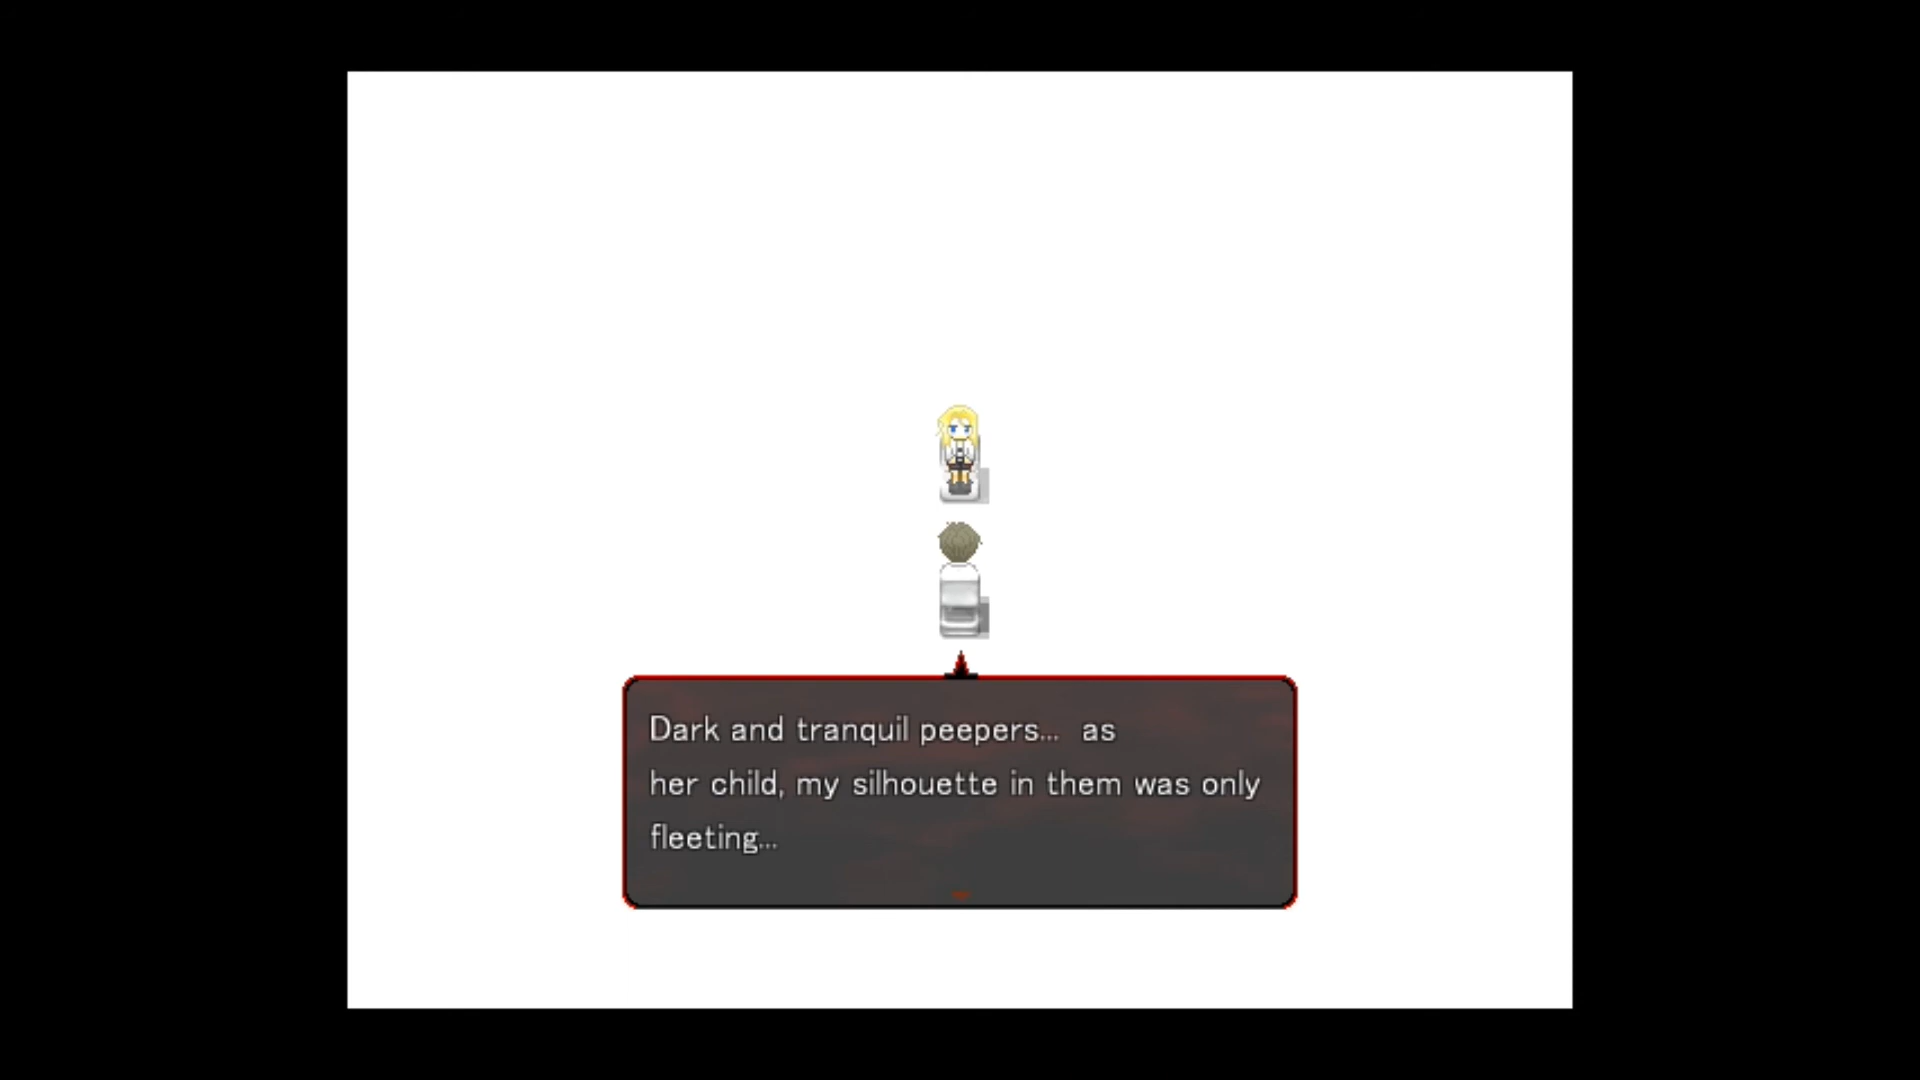 Dark and tranquil peepers... as
her child, my silhouette in them was only
fleeting...